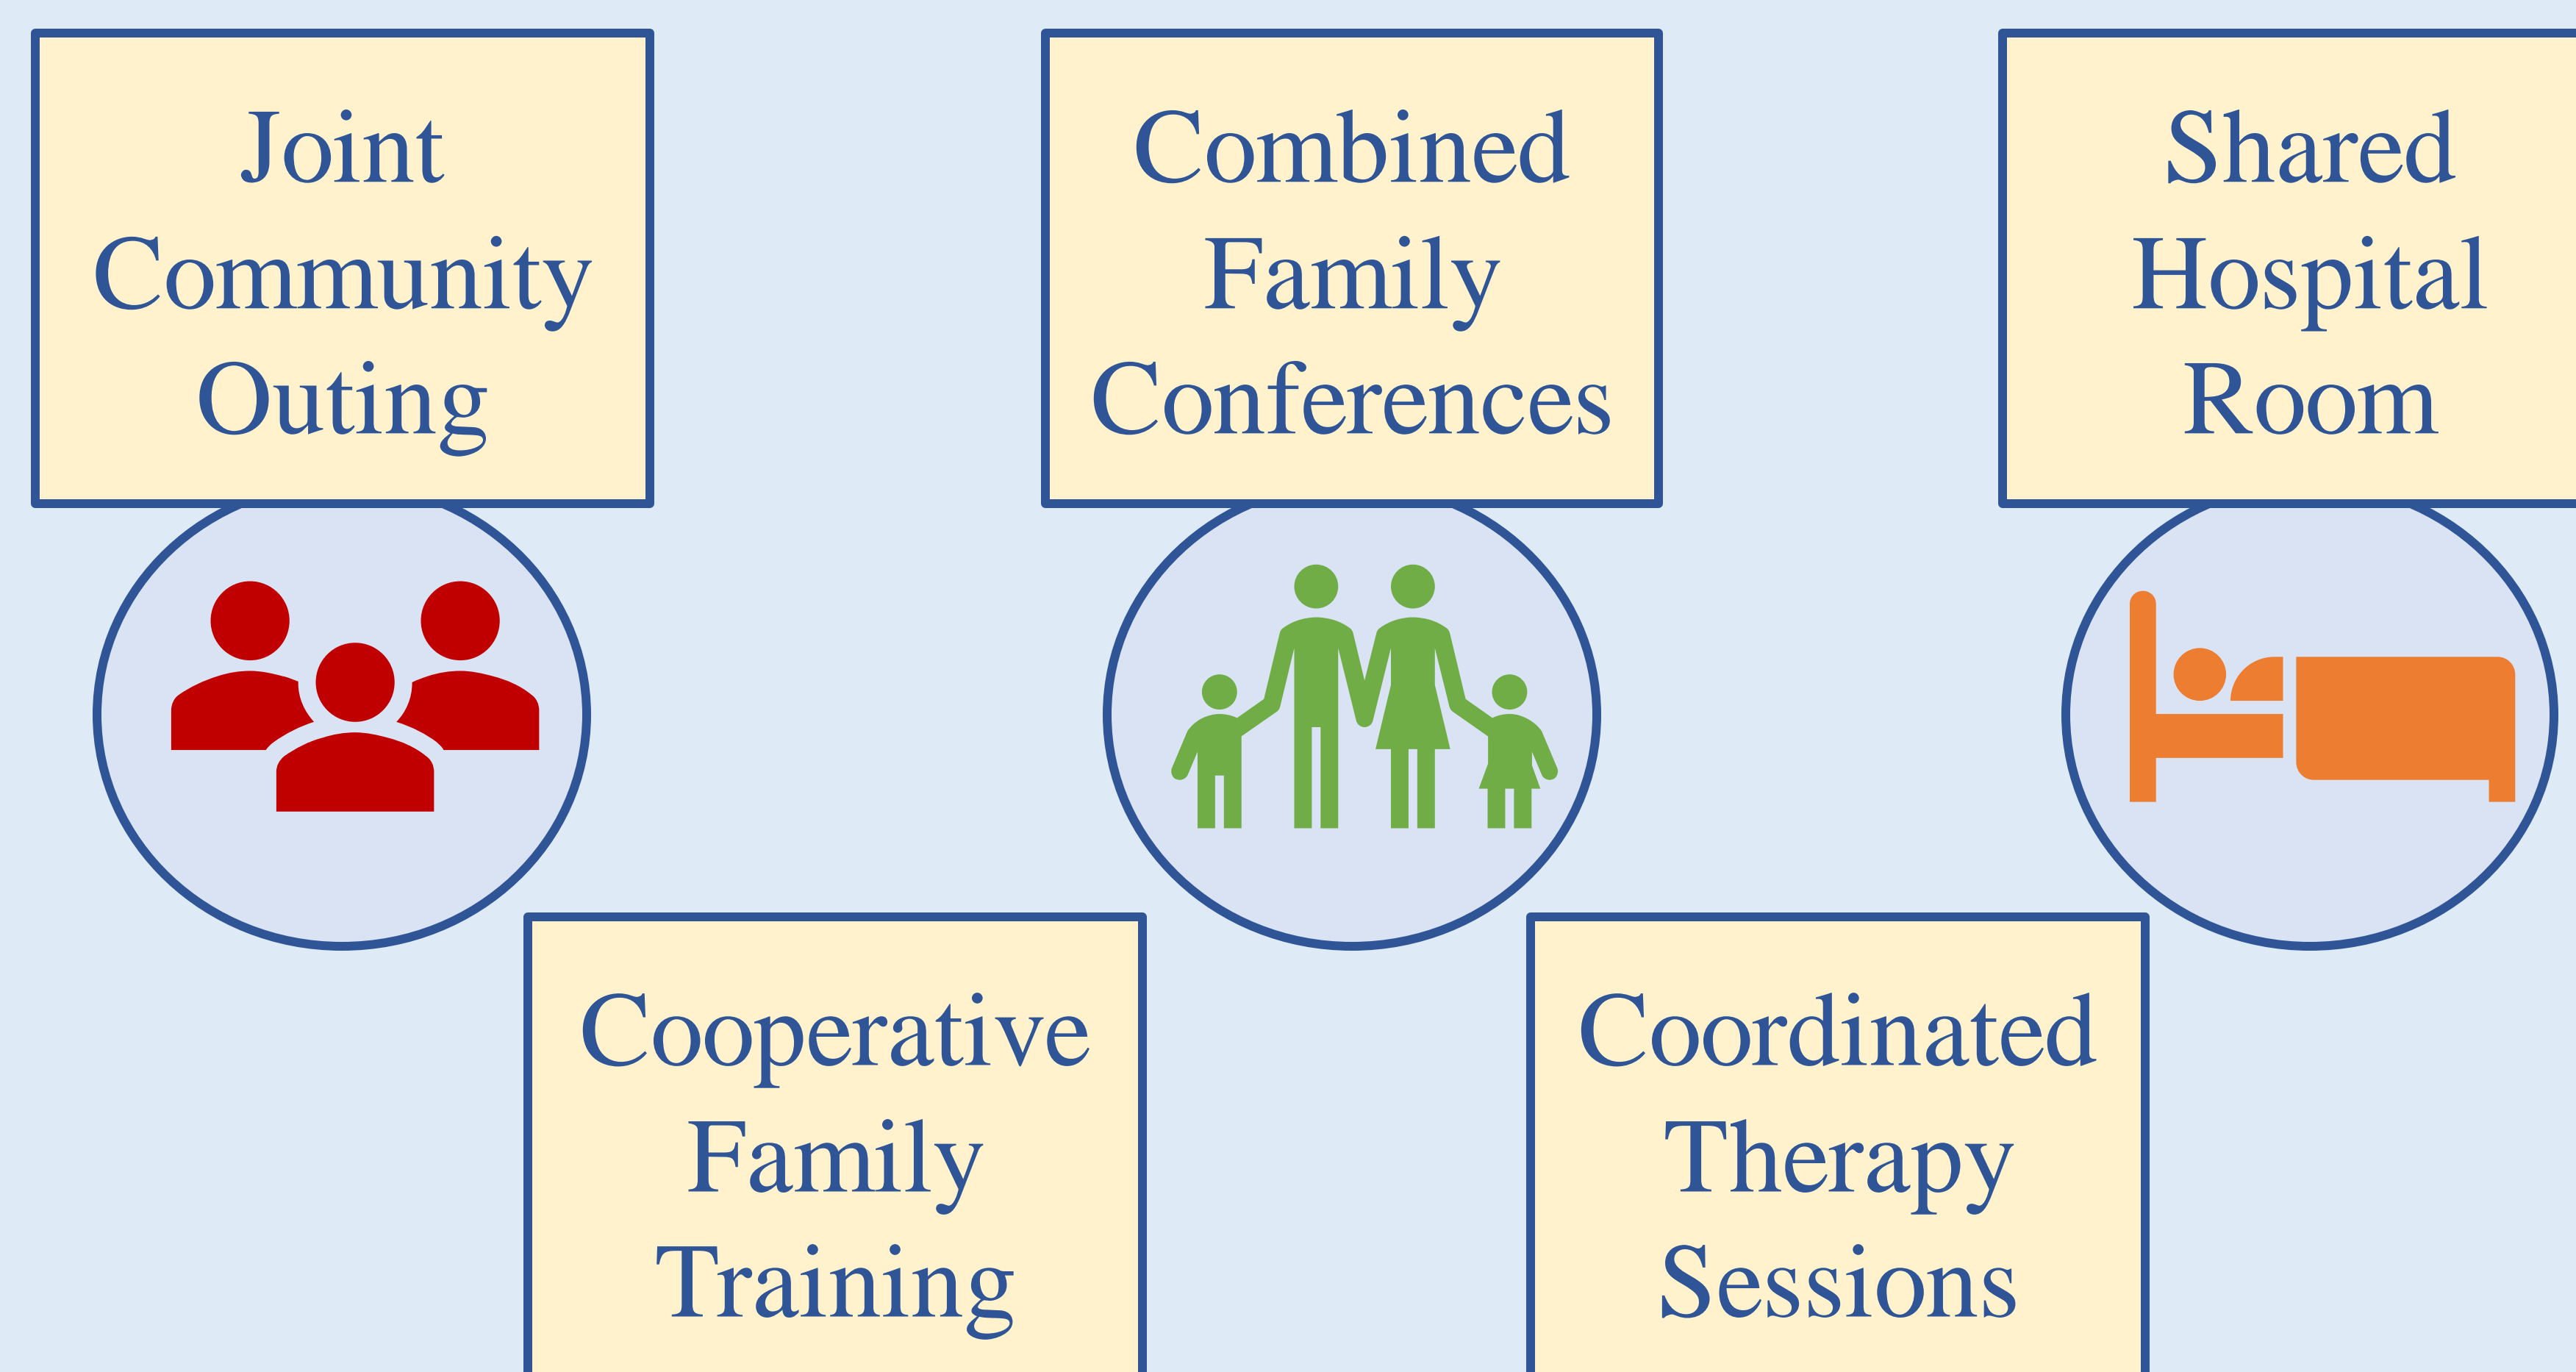 Joint
Community
Outing
Combined
Family
Conferences
Shared
Hospital
Room
Cooperative
Family
Training
Coordinated
Therapy
Sessions